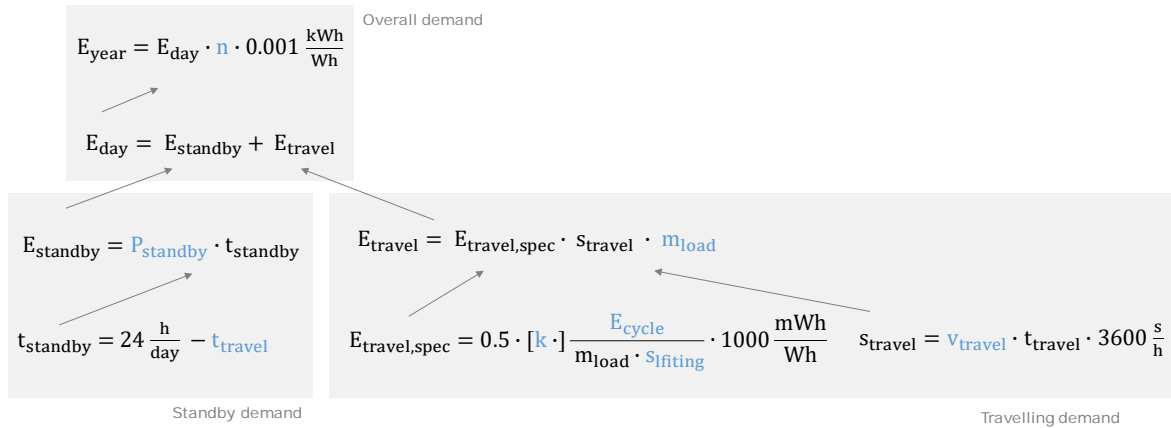 Overall demand
E_year = E_day · n · 0.001 kWh/Wh
E_day = E_standby + E_travel
E_standby = P_standby · t_standby
t_standby = 24 h/day − t_travel
Standby demand
E_travel = E_travel,spec · s_travel · m_load
E_travel,spec = 0.5 · [k ·] E_cycle/(m_load · s_lfiting) · 1000 mWh/Wh
s_travel = v_travel · t_travel · 3600 s/h
Travelling demand